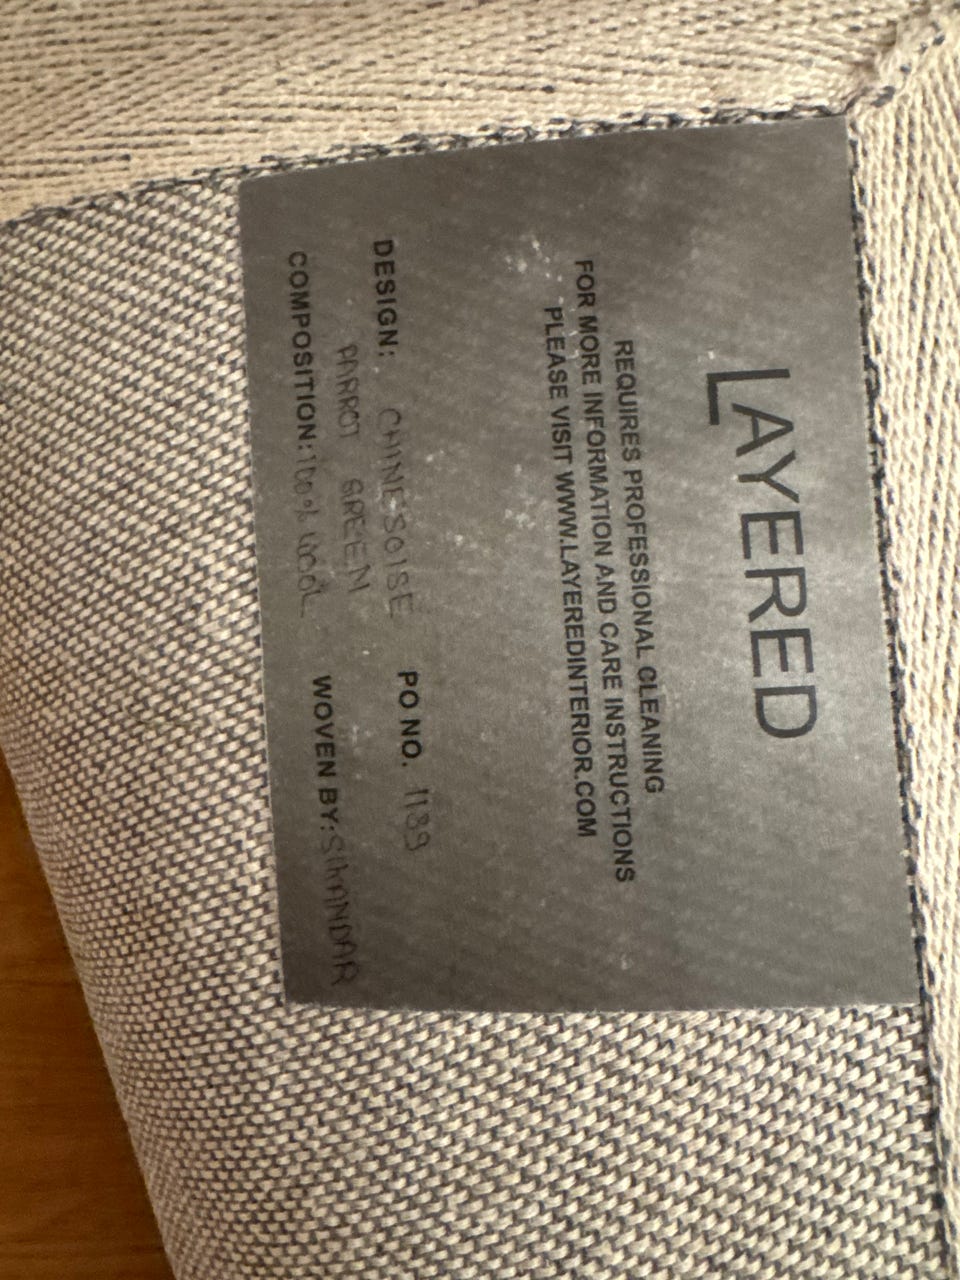 LAYERED
REQUIRES PROFESSIONAL CLEANING
FOR MORE INFORMATION AND CARE INSTRUCTIONS
PLEASE VISIT WWW.LAYEREDINTERIOR.COM
DESIGN: CHINESOISE PO NO. 1189
PARROT GREEN
COMPOSITION: 100% WOOL WOVEN BY: SIKANDAR